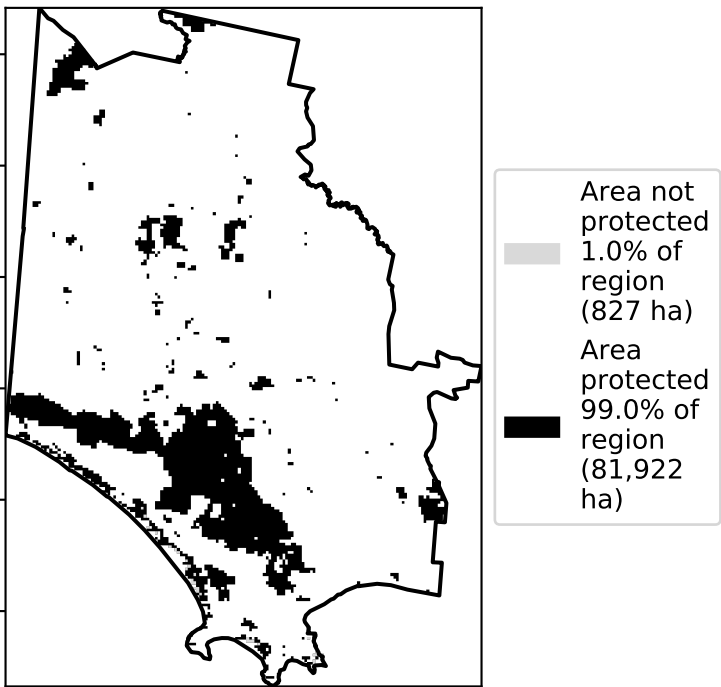 Area not
protected
1.0% of
region
(827 ha)
Area
protected
99.0% of
region
(81,922
ha)